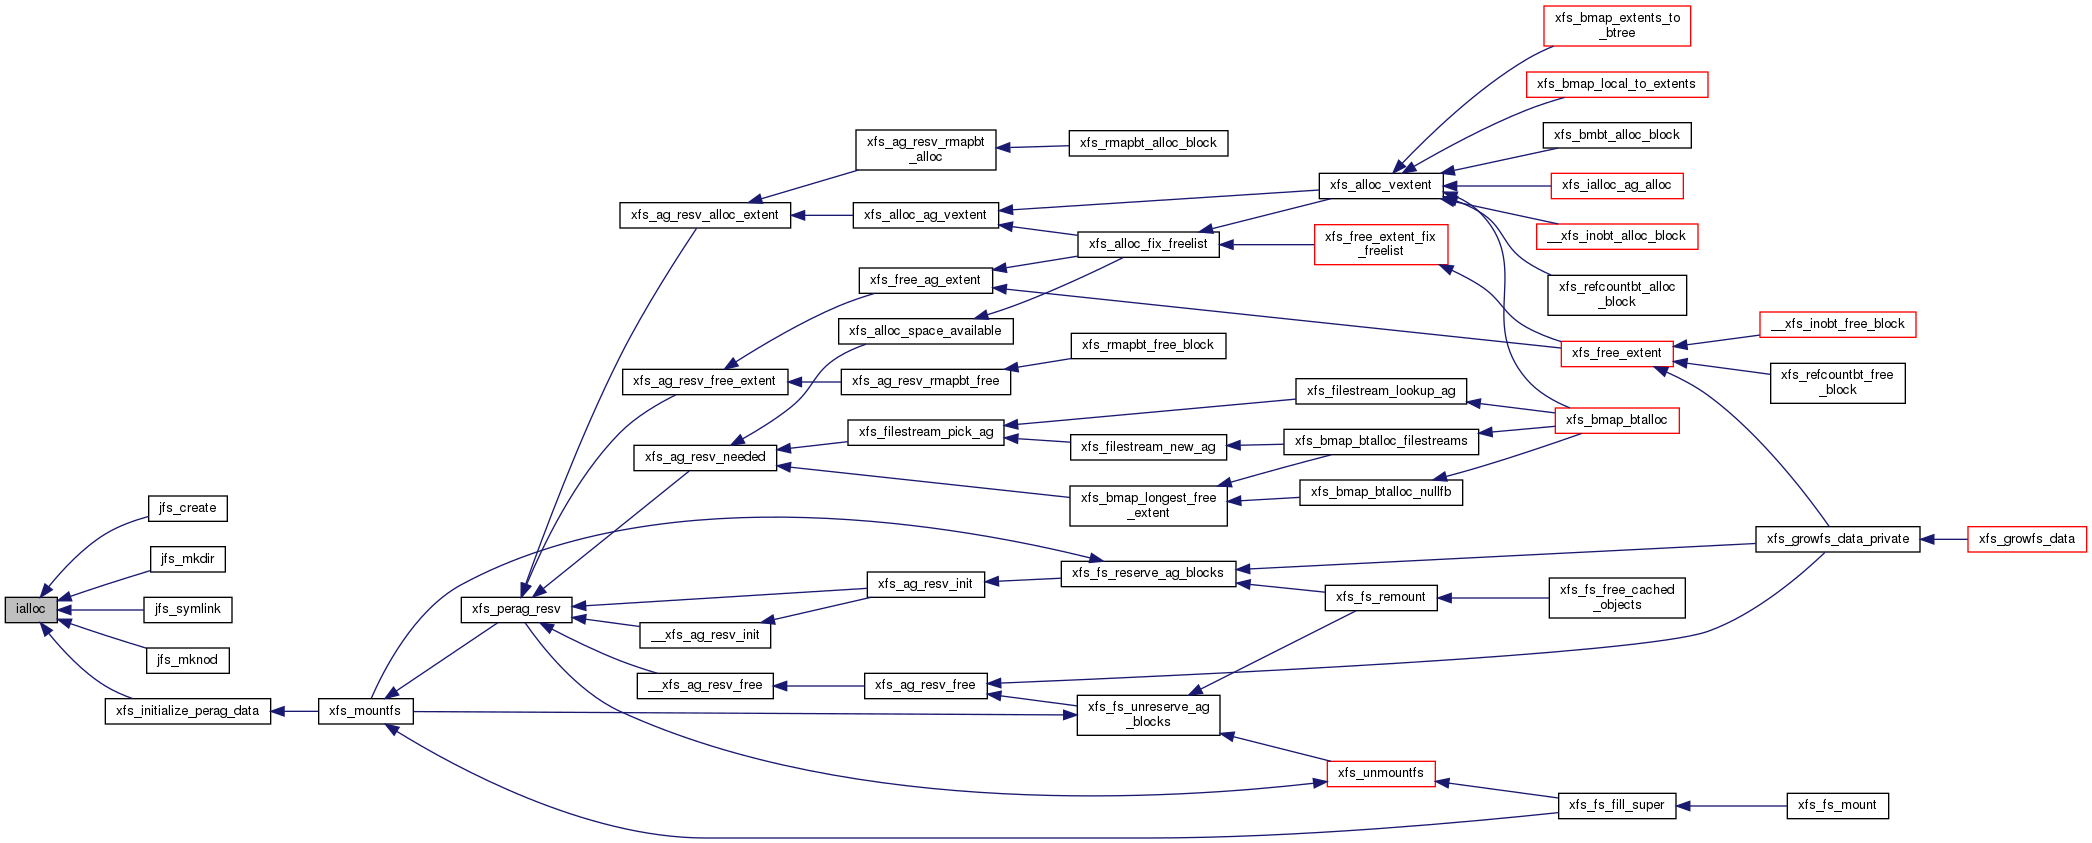 xfs_bmap_extents_to
_btree
xfs_bmap_local_to_extents
xfs_ag_resv_rmapbt
_alloc
xfs_rmapbt_alloc_block
xfs_bmbt_alloc_block
xfs_alloc_vextent
xfs_ialloc_ag_alloc
xfs_ag_resv_alloc_extent
xfs_alloc_ag_vextent
xfs_alloc_fix_freelist
xfs_free_extent_fix
_freelist
__xfs_inobt_alloc_block
xfs_free_ag_extent
xfs_refcountbt_alloc
_block
xfs_alloc_space_available
xfs_rmapbt_free_block
xfs_free_extent
__xfs_inobt_free_block
xfs_ag_resv_free_extent
xfs_ag_resv_rmapbt_free
xfs_refcountbt_free
_block
xfs_filestream_lookup_ag
xfs_bmap_btalloc
xfs_filestream_pick_ag
xfs_filestream_new_ag
xfs_bmap_btalloc_filestreams
xfs_ag_resv_needed
xfs_bmap_longest_free
_extent
xfs_bmap_btalloc_nullfb
jfs_create
xfs_growfs_data_private
xfs_growfs_data
jfs_mkdir
xfs_ag_resv_init
xfs_fs_reserve_ag_blocks
ialloc
jfs_symlink
xfs_perag_resv
xfs_fs_remount
xfs_fs_free_cached
_objects
__xfs_ag_resv_init
jfs_mknod
__xfs_ag_resv_free
xfs_ag_resv_free
xfs_initialize_perag_data
xfs_mountfs
xfs_fs_unreserve_ag
_blocks
xfs_unmountfs
xfs_fs_fill_super
xfs_fs_mount